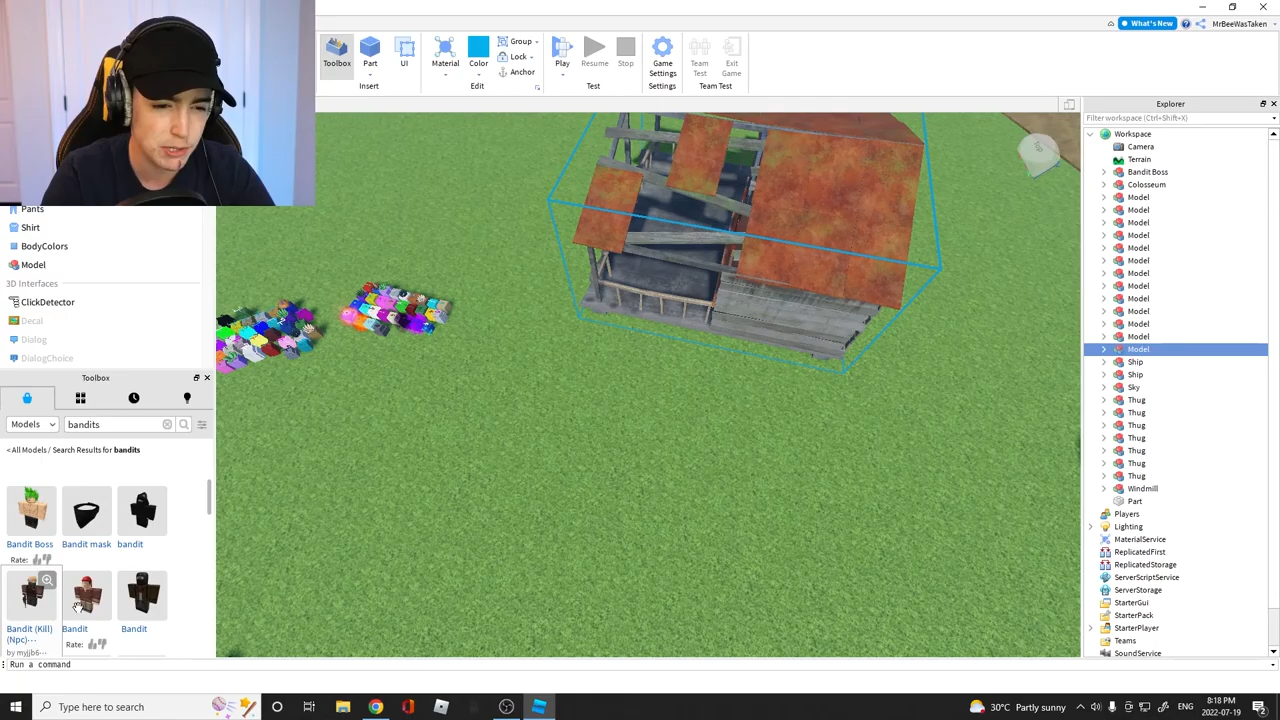 What's New
MrBeeWasTaken
Toolbox
Part
UI
Material
Color
Group
Lock
Anchor
Play
Resume
Stop
Game Settings
Team Test
Exit Game
Insert
Edit
Test
Settings
Team Test
Explorer
Filter workspace (Ctrl+Shift+X)
Workspace
Camera
Terrain
Bandit Boss
Colosseum
Model
Model
Model
Model
Model
Model
Model
Model
Model
Model
Model
Model
Model
Ship
Ship
Sky
Thug
Thug
Thug
Thug
Thug
Thug
Thug
Windmill
Part
Players
Lighting
MaterialService
ReplicatedFirst
ReplicatedStorage
ServerScriptService
ServerStorage
StarterGui
StarterPack
StarterPlayer
Teams
SoundService
Pants
Shirt
BodyColors
Model
3D Interfaces
ClickDetector
Decal
Dialog
DialogChoice
Toolbox
Models
bandits
< All Models / Search Results for bandits
Bandit Boss
Bandit mask
bandit
Rate:
Bandit (Kill) (Npc)...
Bandit
Bandit
by myjjb6...
Rate:
Run a command
Type here to search
30°C Partly sunny
ENG
8:18 PM
2022-07-19
2